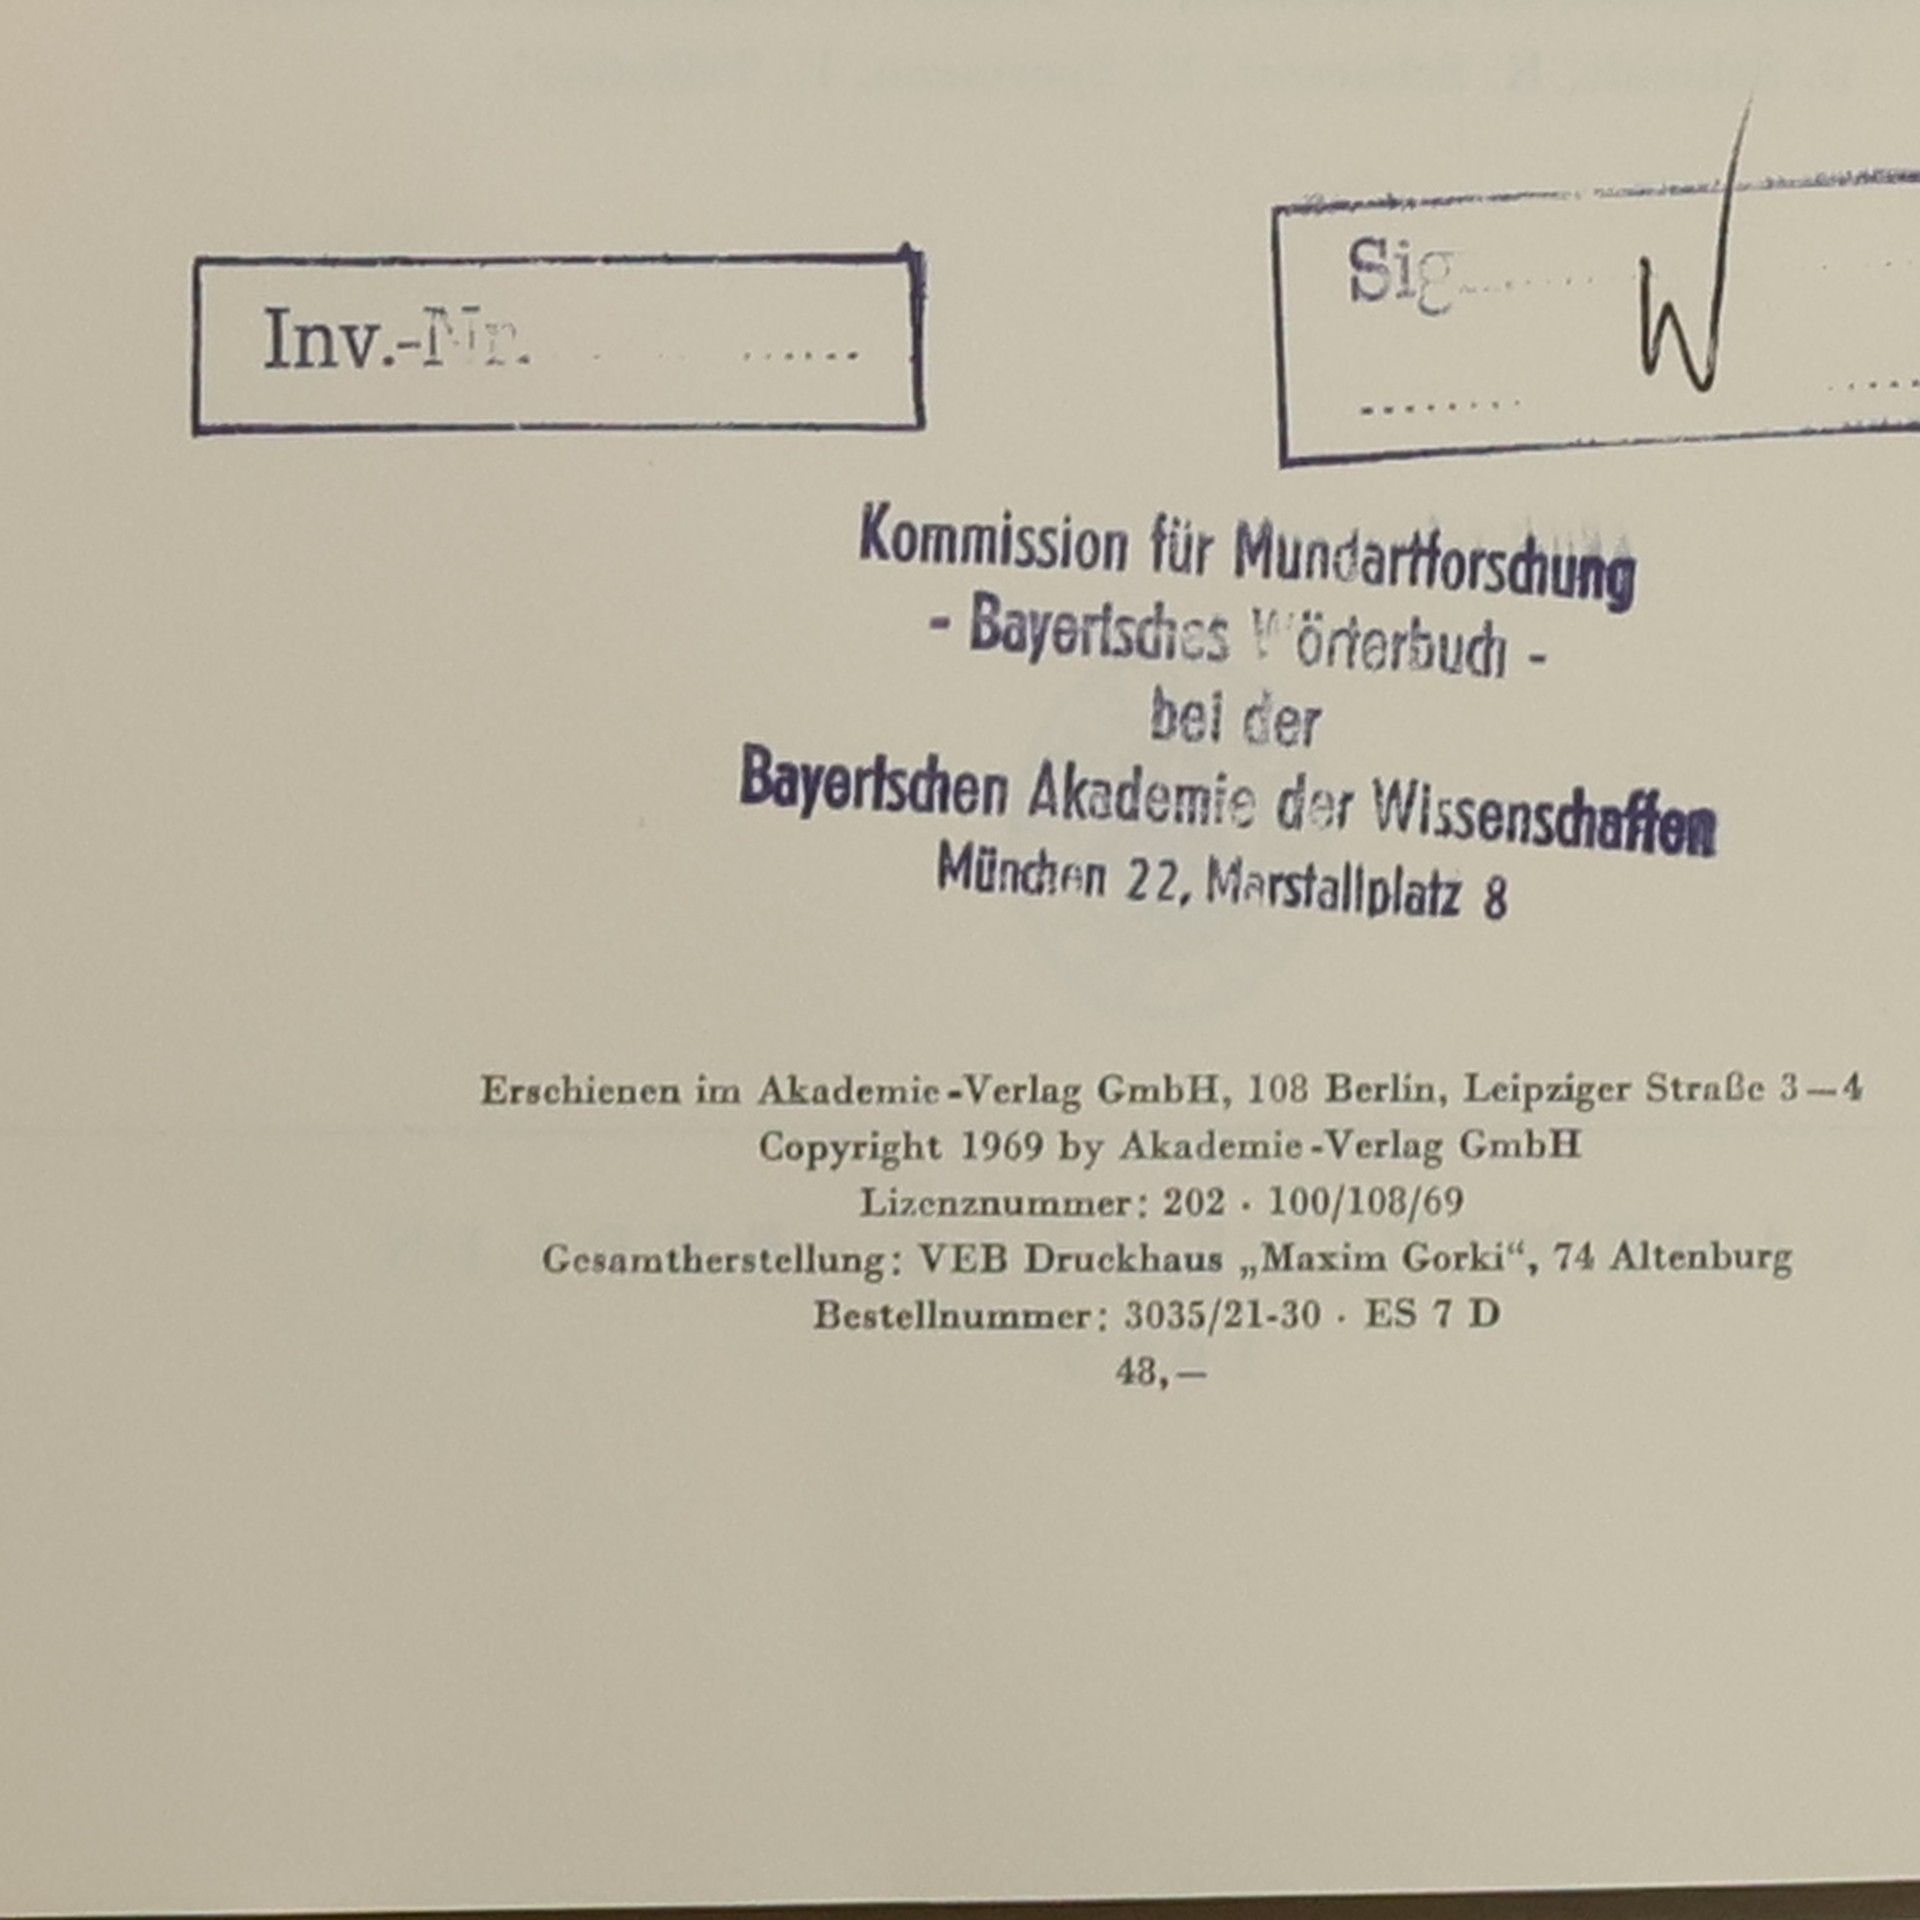 Inv.-Nr.
Sig
W
Kommission für Mundartforschung
- Bayerisches Wörterbuch -
bei der
Bayerischen Akademie der Wissenschaften
München 22, Marstallplatz 8
Erschienen im Akademie-Verlag GmbH, 108 Berlin, Leipziger Straße 3—4
Copyright 1969 by Akademie-Verlag GmbH
Lizenznummer: 202 · 100/108/69
Gesamtherstellung: VEB Druckhaus „Maxim Gorki“, 74 Altenburg
Bestellnummer: 3035/21-30 · ES 7 D
48,—